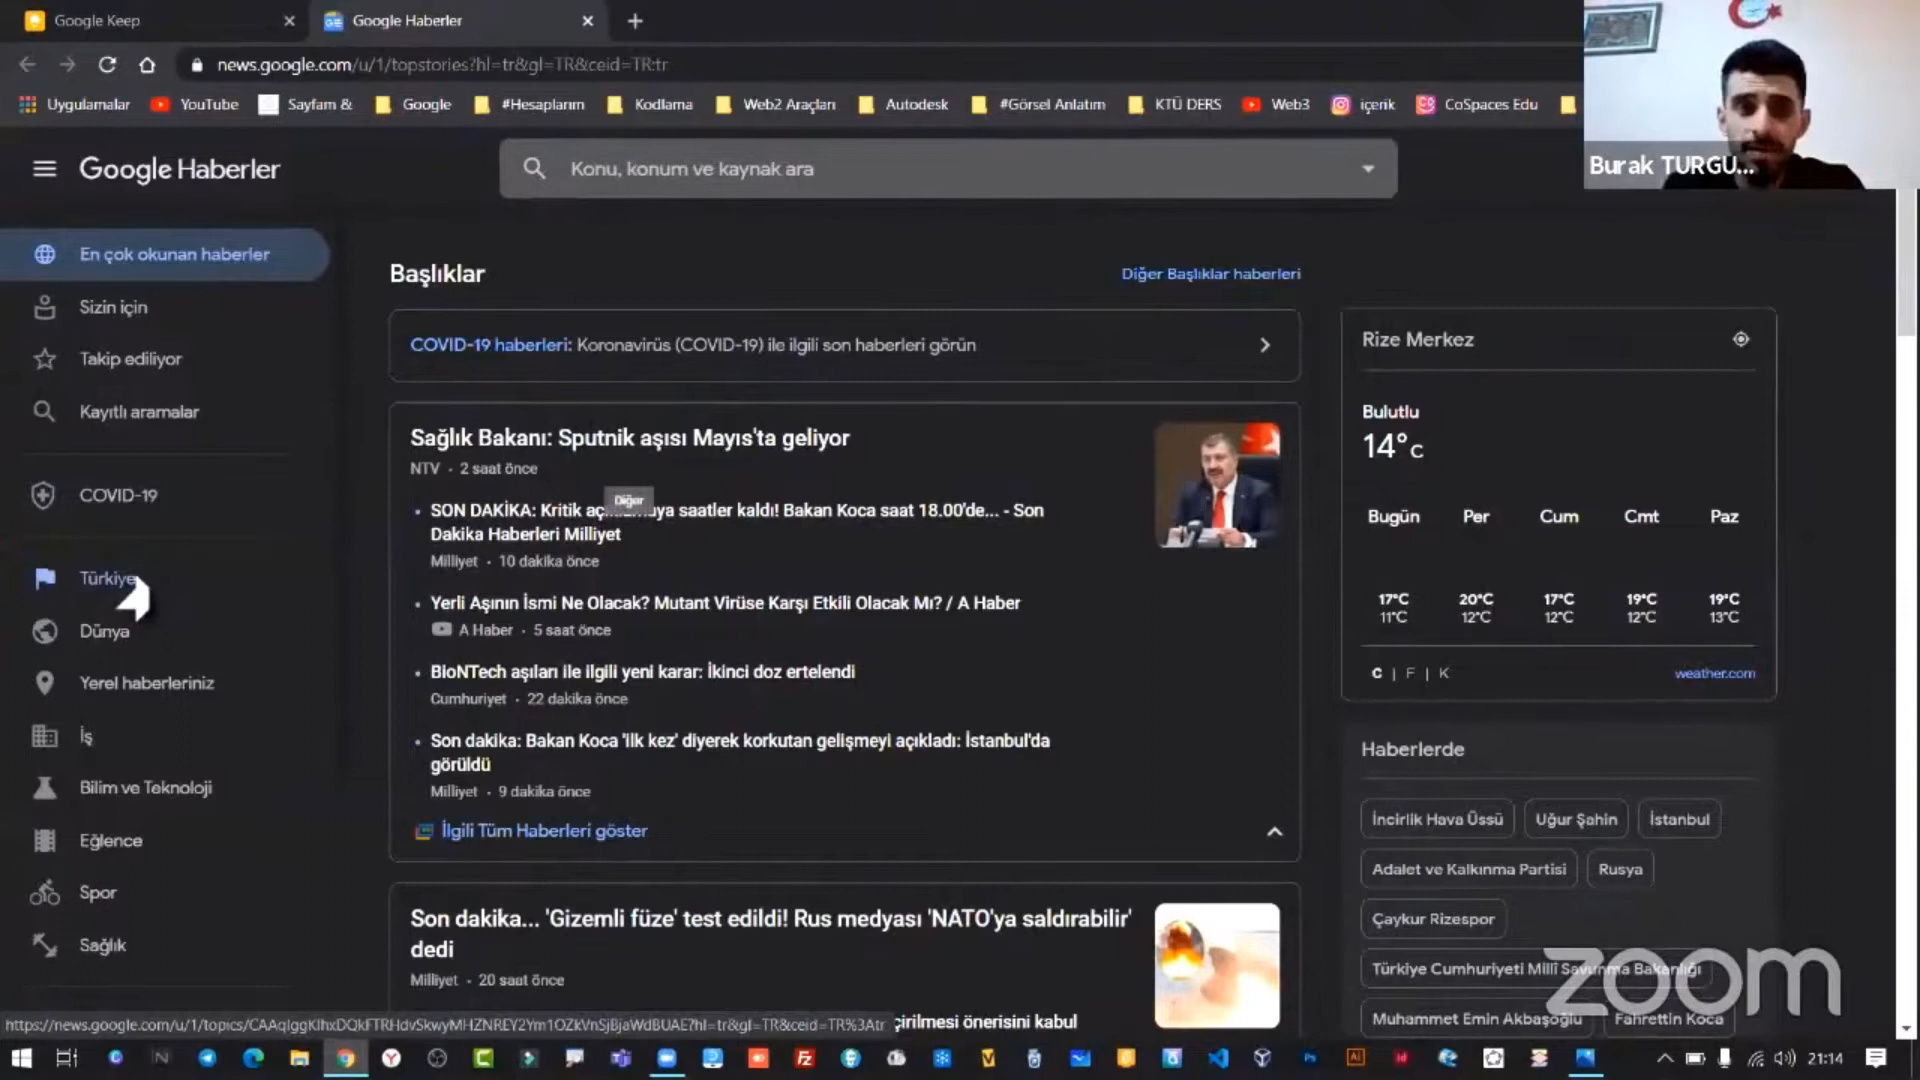 Google Keep
Google Haberler
news.google.com/u/1/topstories?hl=tr&gl=TR&ceid=TR:tr
Uygulamalar
YouTube
Sayfam &
Google
#Hesaplarım
Kodlama
Web2 Araçları
Autodesk
#Görsel Anlatım
KTÜ DERS
Web3
içerik
CoSpaces Edu
Burak TURGU...
Google Haberler
Konu, konum ve kaynak ara
En çok okunan haberler
Sizin için
Takip ediliyor
Kayıtlı aramalar
COVID-19
Türkiye
Dünya
Yerel haberleriniz
İş
Bilim ve Teknoloji
Eğlence
Spor
Sağlık
Başlıklar
Diğer Başlıklar haberleri
COVID-19 haberleri: Koronavirüs (COVID-19) ile ilgili son haberleri görün
Sağlık Bakanı: Sputnik aşısı Mayıs'ta geliyor
NTV · 2 saat önce
Diğer
SON DAKİKA: Kritik saatler kaldı! Bakan Koca saat 18.00'de... - Son
Dakika Haberleri Milliyet
Milliyet · 10 dakika önce
Yerli Aşının İsmi Ne Olacak? Mutant Virüse Karşı Etkili Olacak Mı? / A Haber
A Haber · 5 saat önce
BioNTech aşıları ile ilgili yeni karar: İkinci doz ertelendi
Cumhuriyet · 22 dakika önce
Son dakika: Bakan Koca 'ilk kez' diyerek korkutan gelişmeyi açıkladı: İstanbul'da
görüldü
Milliyet · 9 dakika önce
İlgili Tüm Haberleri göster
Son dakika... 'Gizemli füze' test edildi! Rus medyası 'NATO'ya saldırabilir'
dedi
Milliyet · 20 saat önce
çirilmesi önerisini kabul
Rize Merkez
Bulutlu
14°C
Bugün Per Cum Cmt Paz
17°C 20°C 17°C 19°C 19°C
11°C 12°C 12°C 12°C 13°C
C | F | K
weather.com
Haberlerde
İncirlik Hava Üssü
Uğur Şahin
İstanbul
Adalet ve Kalkınma Partisi
Rusya
Çaykur Rizespor
Türkiye Cumhuriyeti Millî Savunma Bakanlığı
Muhammet Emin Akbaşoğlu
Fahrettin Koca
zoom
21:14